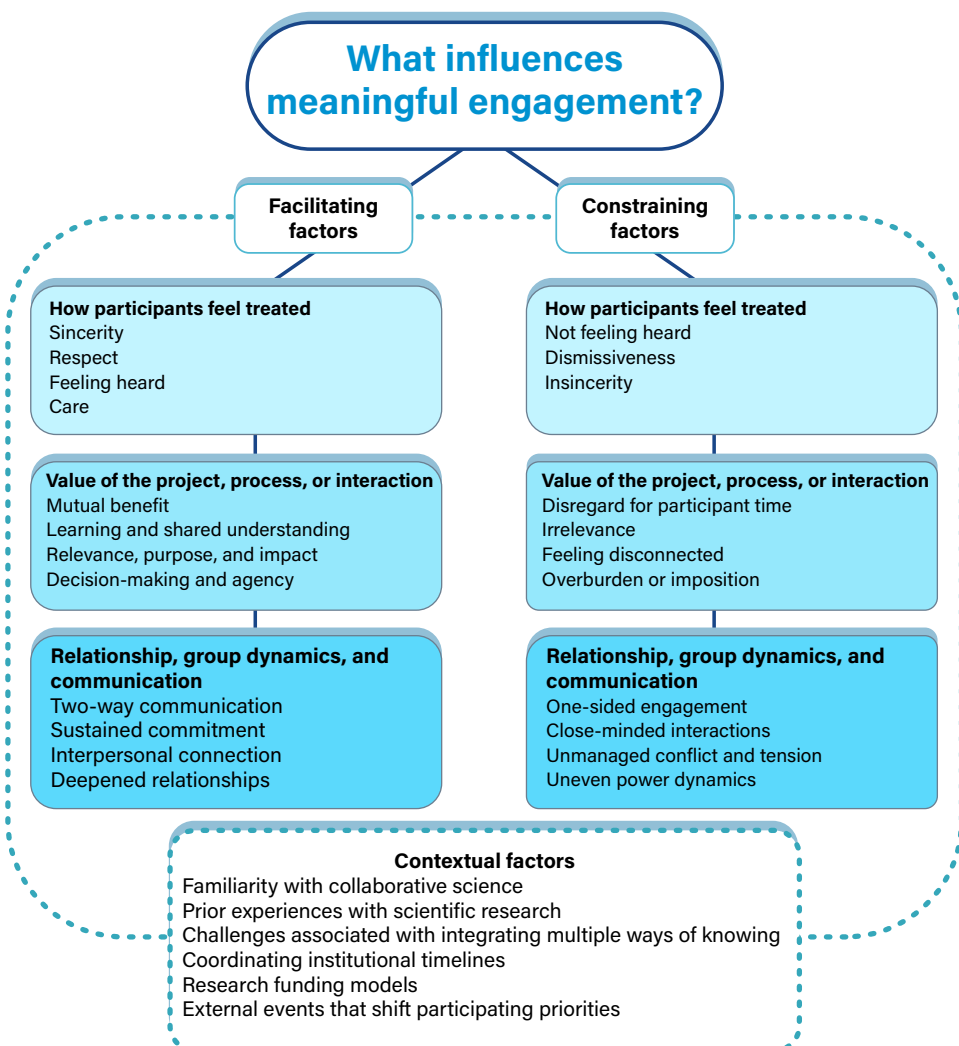 What influences
meaningful engagement?
Facilitating
factors
Constraining
factors
How participants feel treated
Sincerity
Respect
Feeling heard
Care
How participants feel treated
Not feeling heard
Dismissiveness
Insincerity
Value of the project, process, or interaction
Mutual benefit
Learning and shared understanding
Relevance, purpose, and impact
Decision-making and agency
Value of the project, process, or interaction
Disregard for participant time
Irrelevance
Feeling disconnected
Overburden or imposition
Relationship, group dynamics, and
communication
Two-way communication
Sustained commitment
Interpersonal connection
Deepened relationships
Relationship, group dynamics, and
communication
One-sided engagement
Close-minded interactions
Unmanaged conflict and tension
Uneven power dynamics
Contextual factors
Familiarity with collaborative science
Prior experiences with scientific research
Challenges associated with integrating multiple ways of knowing
Coordinating institutional timelines
Research funding models
External events that shift participating priorities